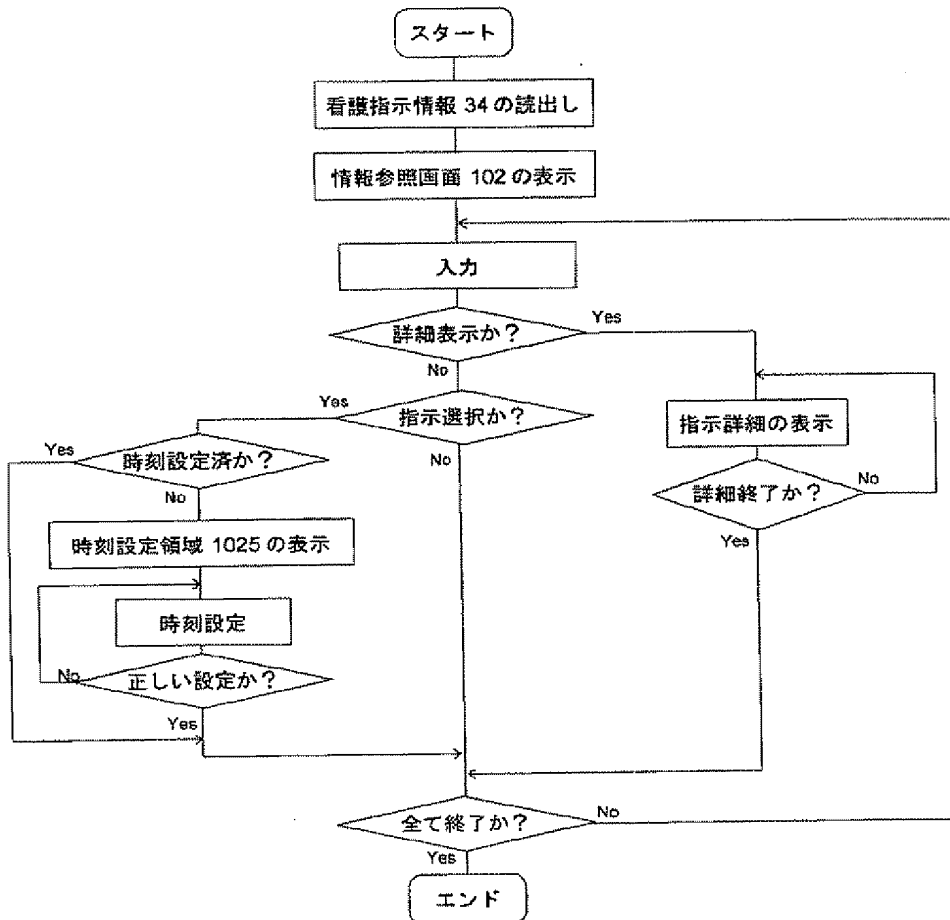 スタート
看護指示情報 34 の読出し
情報参照画面 102 の表示
入力
詳細表示か？
Yes
No
指示選択か？
Yes
No
指示詳細の表示
詳細終了か？
No
Yes
時刻設定済か？
Yes
No
時刻設定領域 1025 の表示
時刻設定
正しい設定か？
No
Yes
全て終了か？
No
Yes
エンド